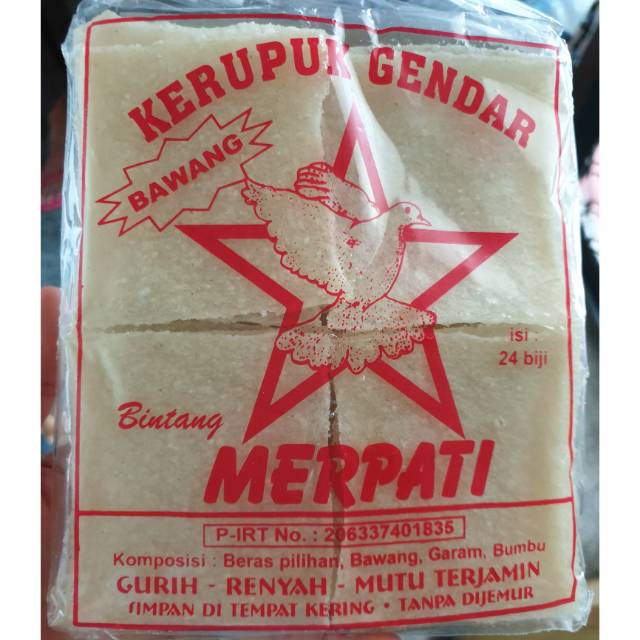 KERUPUK GENDAR
BAWANG
isi :
24 biji
Bintang
MERPATI
P-IRT No. : 206337401835
Komposisi : Beras pilihan, Bawang, Garam, Bumbu
GURIH - RENYAH - MUTU TERJAMIN
SIMPAN DI TEMPAT KERING • TANPA DIJEMUR